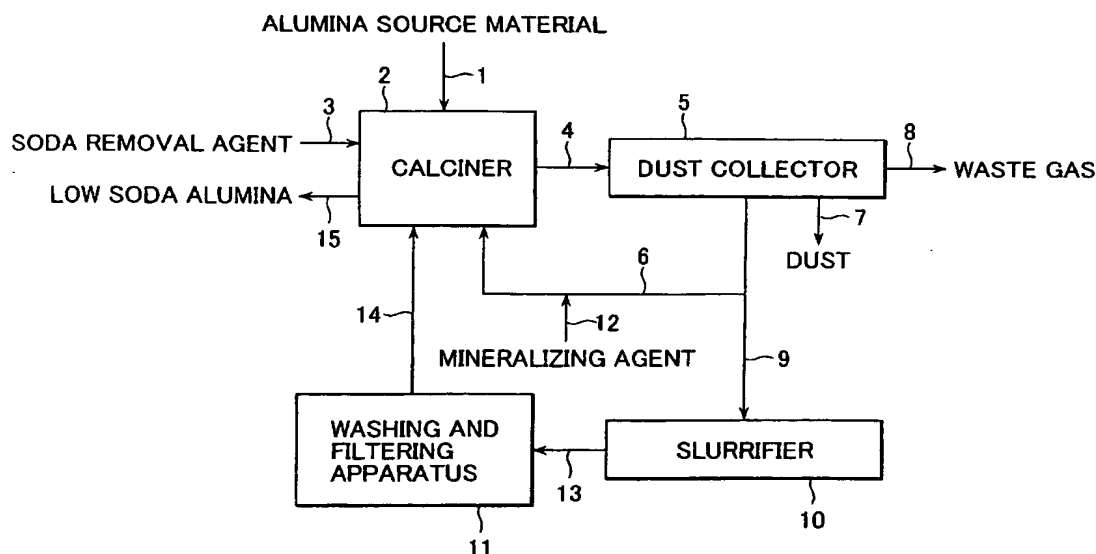 ALUMINA SOURCE MATERIAL
1
2
3
SODA REMOVAL AGENT
CALCINER
4
5
DUST COLLECTOR
8
WASTE GAS
LOW SODA ALUMINA
15
7
DUST
6
14
12
MINERALIZING AGENT
9
WASHING AND
FILTERING
APPARATUS
13
SLURRIFIER
10
11